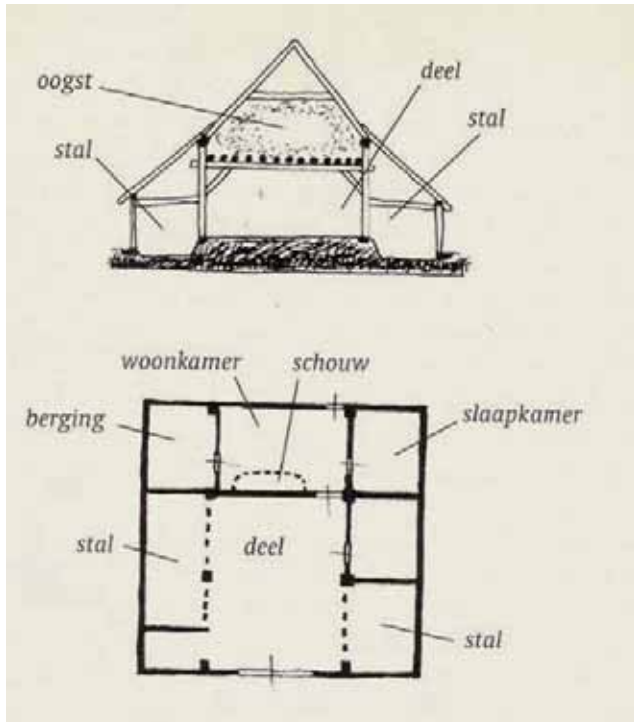 oogst
deel
stal
stal
woonkamer
schouw
berging
slaapkamer
stal
deel
stal